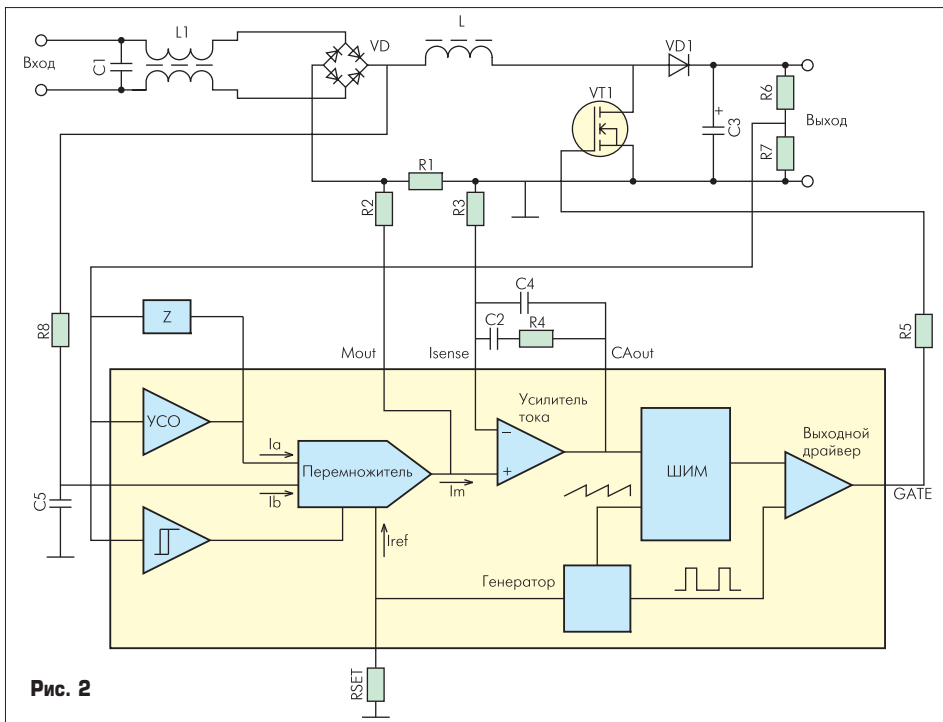 L1
VD
L
VD1
Вход
C1
VT1
C3
+
R6
R7
Выход
R1
R2
R3
R8
Z
C4
C2
R4
R5
Mout
Isense
CAout
УСО
Усилитель
тока
Ia
Перемножитель
Ib
Im
−
+
ШИМ
Выходной
драйвер
GATE
C5
Iref
Генератор
RSET
Рис. 2